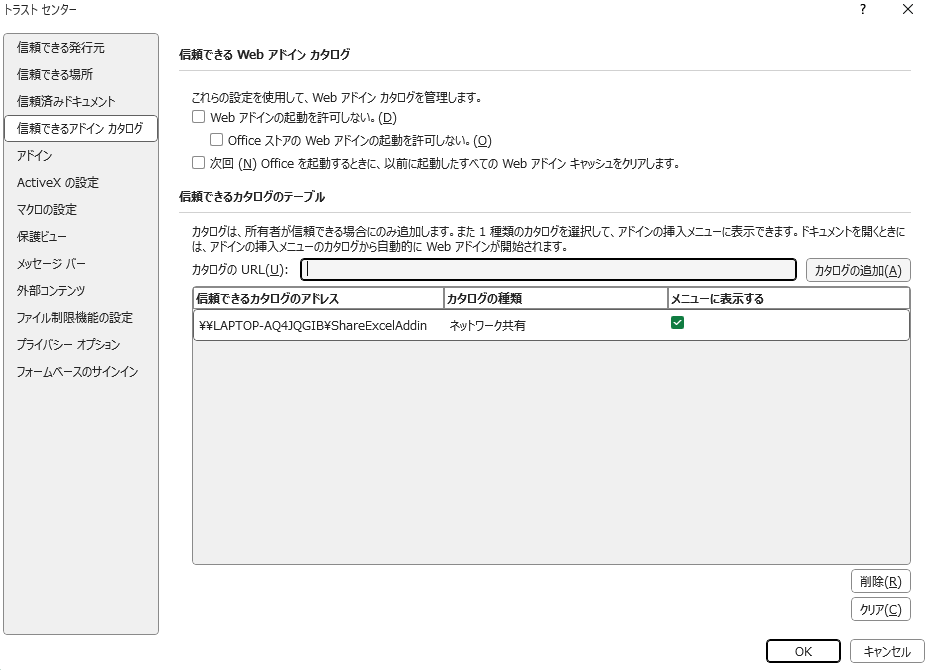 トラスト センター
?
信頼できる発行元
信頼できる場所
信頼済みドキュメント
信頼できるアドイン カタログ
アドイン
ActiveX の設定
マクロの設定
保護ビュー
メッセージ バー
外部コンテンツ
ファイル制限機能の設定
プライバシー オプション
フォームベースのサインイン
信頼できる Web アドイン カタログ
これらの設定を使用して、Web アドイン カタログを管理します。
Web アドインの起動を許可しない。(D)
Office ストアの Web アドインの起動を許可しない。(O)
次回 (N) Office を起動するときに、以前に起動したすべての Web アドイン キャッシュをクリアします。
信頼できるカタログのテーブル
カタログは、所有者が信頼できる場合にのみ追加します。また 1 種類のカタログを選択して、アドインの挿入メニューに表示できます。ドキュメントを開くときに
は、アドインの挿入メニューのカタログから自動的に Web アドインが開始されます。
カタログの URL(U):
カタログの追加(A)
信頼できるカタログのアドレス カタログの種類 メニューに表示する
¥¥LAPTOP-AQ4JQGIB¥ShareExcelAddin ネットワーク共有
削除(R)
クリア(C)
OK キャンセル